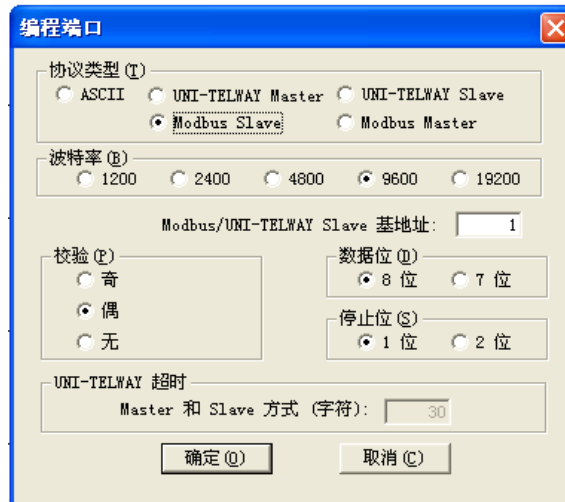 编程端口
协议类型(T)
ASCII UNI-TELWAY Master UNI-TELWAY Slave
Modbus Slave Modbus Master
波特率(B)
1200 2400 4800 9600 19200
Modbus/UNI-TELWAY Slave 基地址: 1
校验(P)
奇
偶
无
数据位(D)
8 位 7 位
停止位(S)
1 位 2 位
UNI-TELWAY 超时
Master 和 Slave 方式 (字符): 30
确定(O) 取消(C)